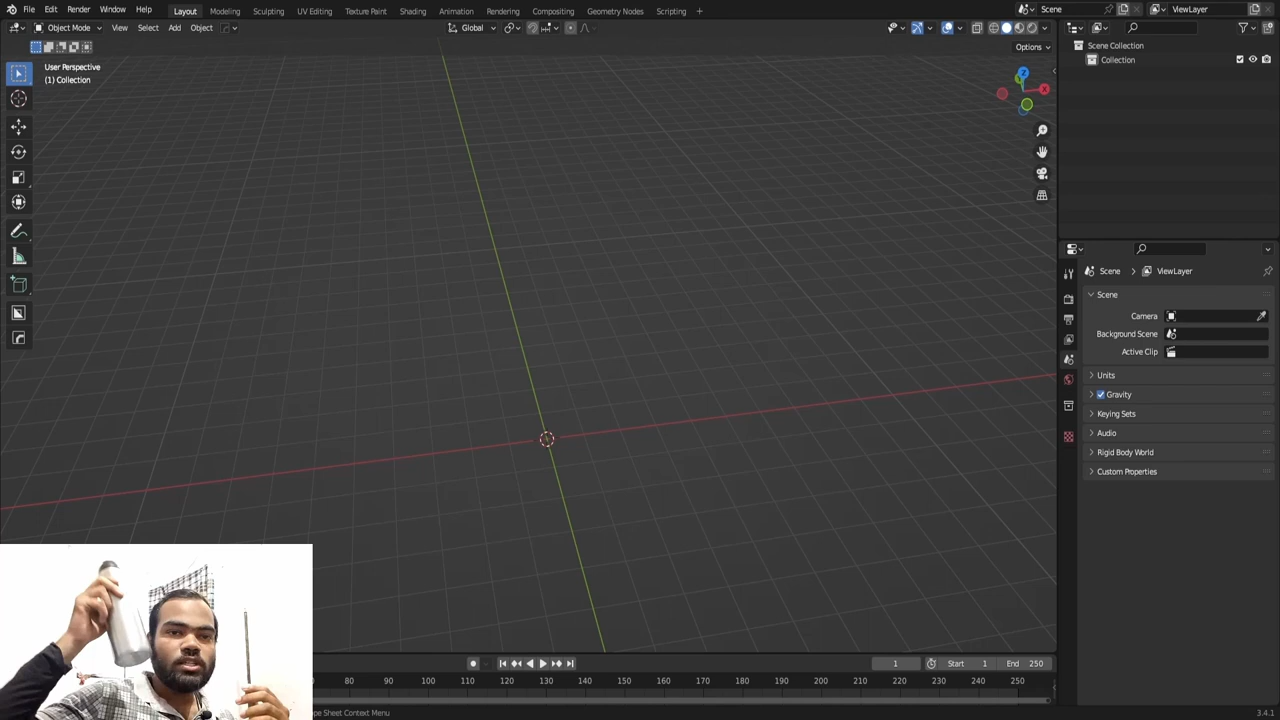 File Edit Render Window Help Layout Modeling Sculpting UV Editing Texture Paint Shading Animation Rendering Compositing Geometry Nodes Scripting + Scene ViewLayer
Object Mode View Select Add Object Global
Options
User Perspective
(1) Collection
Z
X
Scene Collection
Collection
Scene > ViewLayer
Scene
Camera
Background Scene
Active Clip
Units
Gravity
Keying Sets
Audio
Rigid Body World
Custom Properties
1 Start 1 End 250
80 90 100 110 120 130 140 150 160 170 180 190 200 210 220 230 240 250
Sheet Context Menu 3.4.1